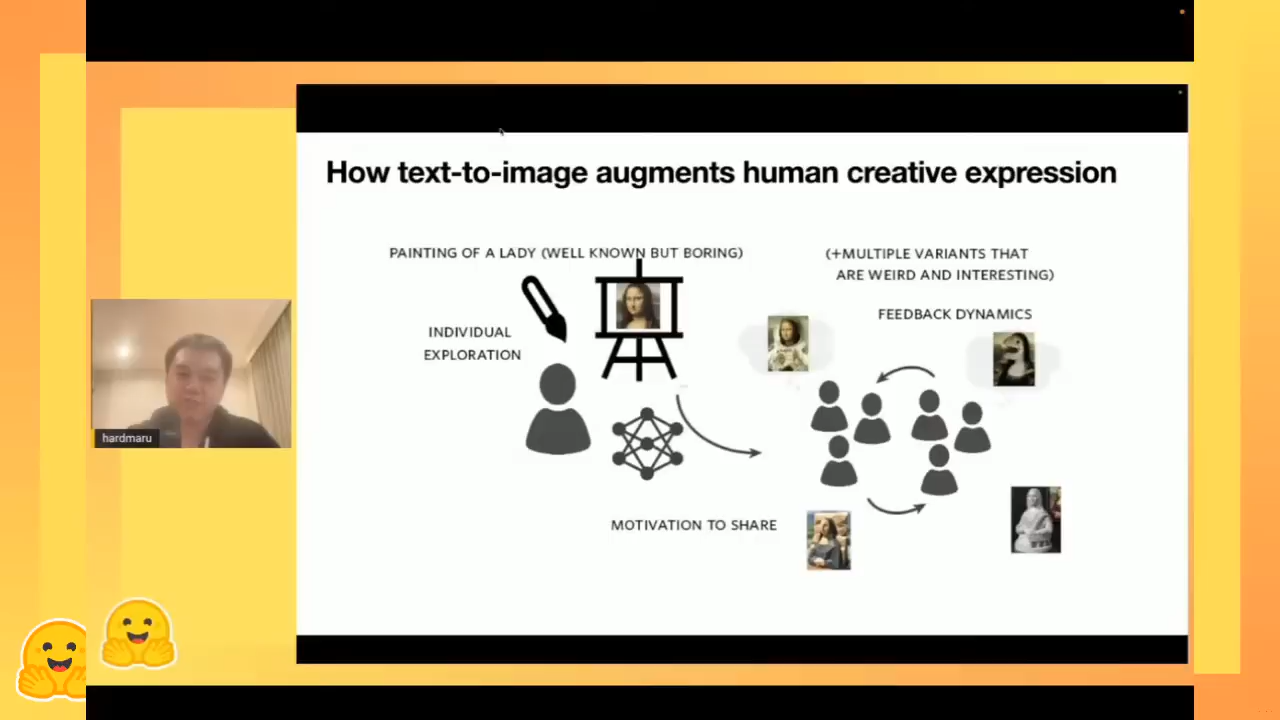 How text-to-image augments human creative expression
PAINTING OF A LADY (WELL KNOWN BUT BORING)
(+MULTIPLE VARIANTS THAT
ARE WEIRD AND INTERESTING)
FEEDBACK DYNAMICS
INDIVIDUAL
EXPLORATION
hardmaru
MOTIVATION TO SHARE